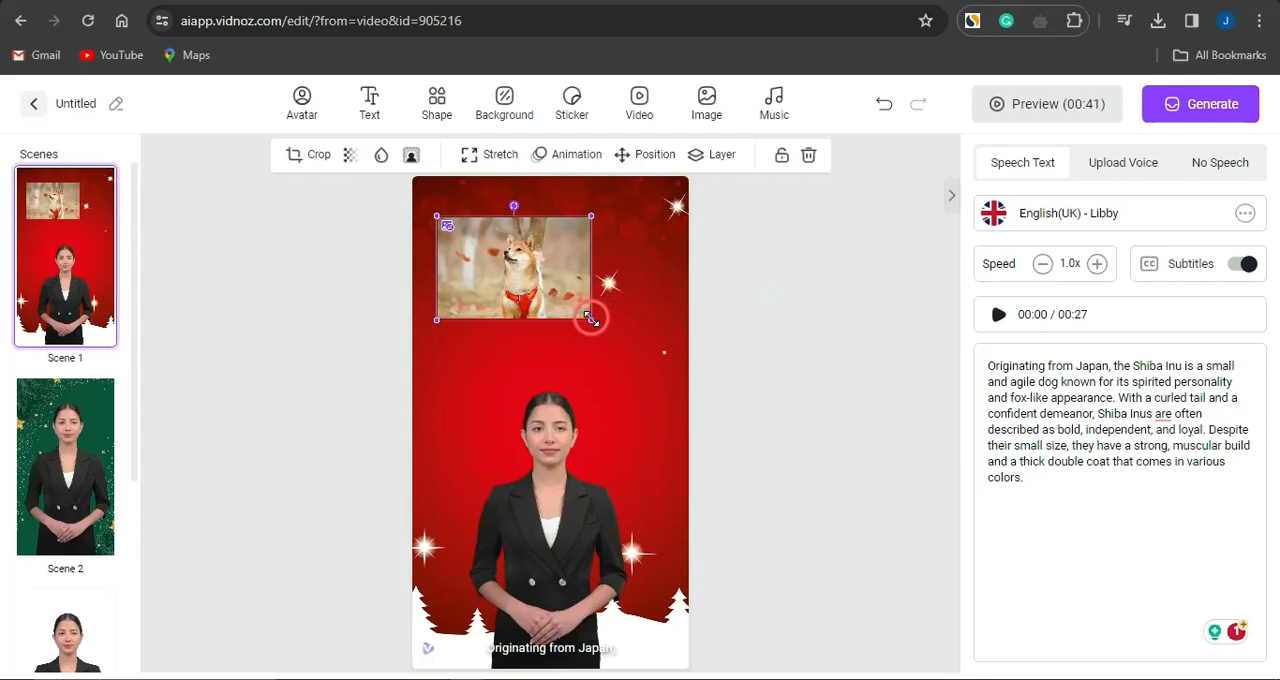 aiapp.vidnoz.com/edit/?from=video&id=905216
J
Gmail
YouTube
Maps
All Bookmarks
Untitled
Avatar
Text
Shape
Background
Sticker
Video
Image
Music
Preview (00:41)
Generate
Scenes
Crop
Stretch
Animation
Position
Layer
Speech Text
Upload Voice
No Speech
English(UK) - Libby
Speed
1.0x
CC
Subtitles
00:00 / 00:27
Originating from Japan, the Shiba Inu is a small
and agile dog known for its spirited personality
and fox-like appearance. With a curled tail and a
confident demeanor, Shiba Inus are often
described as bold, independent, and loyal. Despite
their small size, they have a strong, muscular build
and a thick double coat that comes in various
colors.
Scene 1
Scene 2
Originating from Japan,